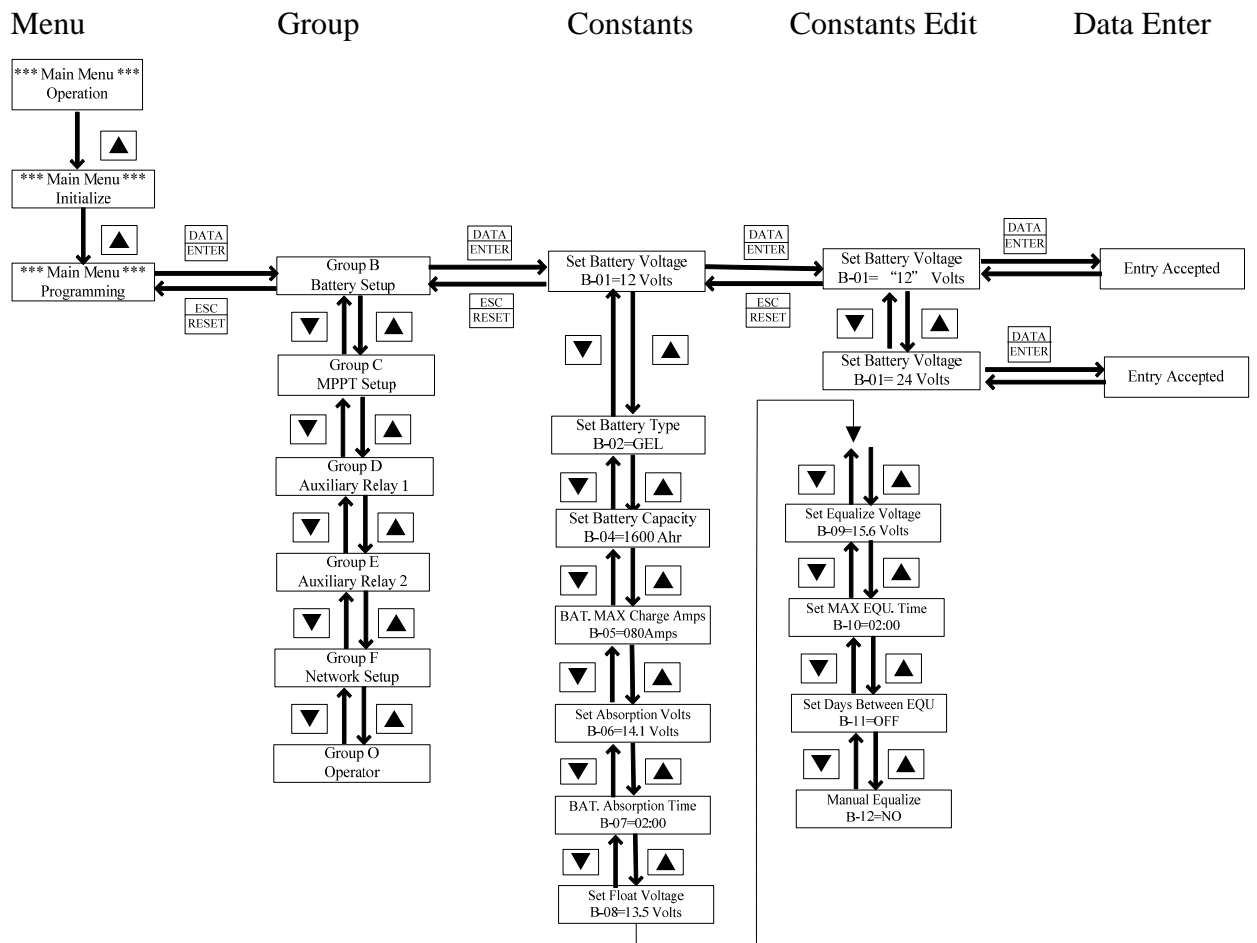 Menu
Group
Constants
Constants Edit
Data Enter
*** Main Menu ***
Operation
*** Main Menu ***
Initialize
*** Main Menu ***
Programming
DATA
ENTER
ESC
RESET
Group B
Battery Setup
Group C
MPPT Setup
Group D
Auxiliary Relay 1
Group E
Auxiliary Relay 2
Group F
Network Setup
Group O
Operator
DATA
ENTER
ESC
RESET
Set Battery Voltage
B-01=12 Volts
Set Battery Type
B-02=GEL
Set Battery Capacity
B-04=1600 Ahr
BAT. MAX Charge Amps
B-05=080Amps
Set Absorption Volts
B-06=14.1 Volts
BAT. Absorption Time
B-07=02:00
Set Float Voltage
B-08=13.5 Volts
DATA
ENTER
ESC
RESET
Set Battery Voltage
B-01= “12” Volts
Set Battery Voltage
B-01= 24 Volts
Set Equalize Voltage
B-09=15.6 Volts
Set MAX EQU. Time
B-10=02:00
Set Days Between EQU
B-11=OFF
Manual Equalize
B-12=NO
DATA
ENTER
Entry Accepted
DATA
ENTER
Entry Accepted